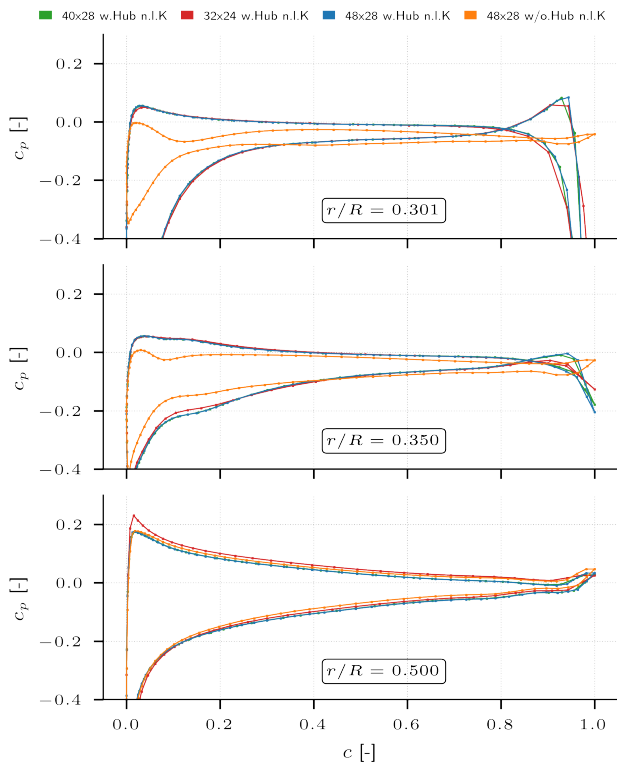 40x28 w.Hub n.l.K 32x24 w.Hub n.l.K 48x28 w.Hub n.l.K 48x28 w/o.Hub n.l.K
0.2
0.0
−0.2
−0.4
c_p [-]
r/R = 0.301
0.2
0.0
−0.2
−0.4
c_p [-]
r/R = 0.350
0.2
0.0
−0.2
−0.4
c_p [-]
r/R = 0.500
0.0 0.2 0.4 0.6 0.8 1.0
c [-]